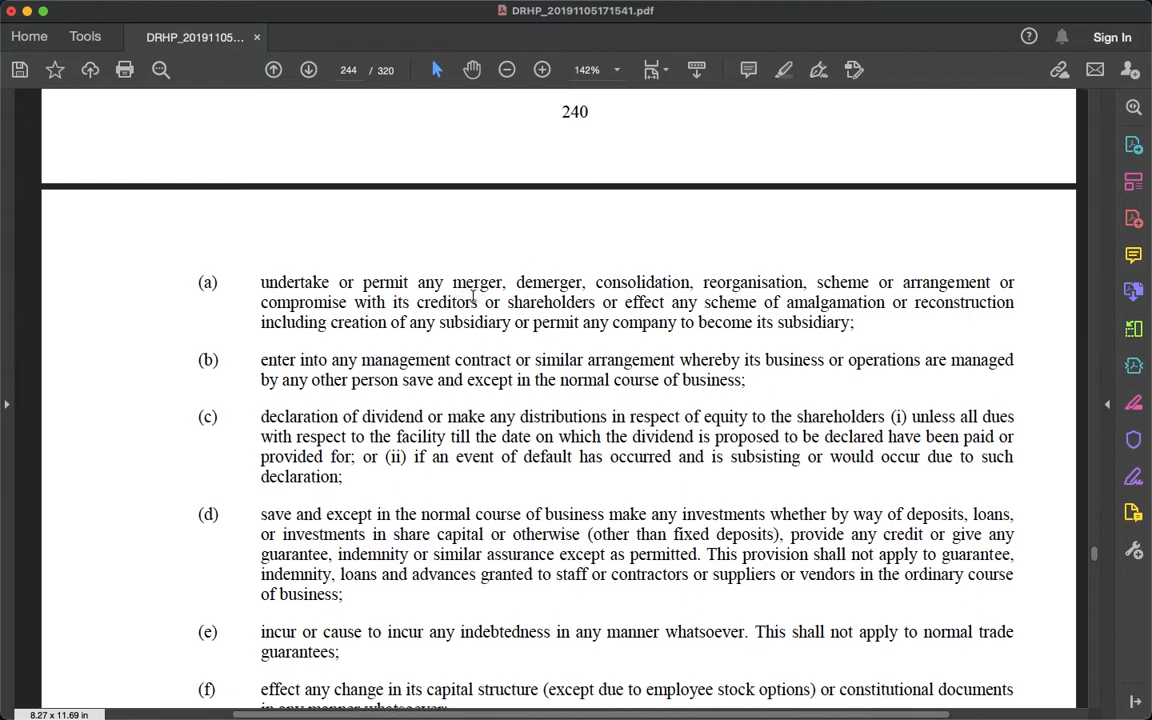 DRHP_20191105171541.pdf
Home Tools DRHP_20191105... × Sign In
244 / 320 142%
240
(a) undertake or permit any merger, demerger, consolidation, reorganisation, scheme or arrangement or
compromise with its creditors or shareholders or effect any scheme of amalgamation or reconstruction
including creation of any subsidiary or permit any company to become its subsidiary;
(b) enter into any management contract or similar arrangement whereby its business or operations are managed
by any other person save and except in the normal course of business;
(c) declaration of dividend or make any distributions in respect of equity to the shareholders (i) unless all dues
with respect to the facility till the date on which the dividend is proposed to be declared have been paid or
provided for; or (ii) if an event of default has occurred and is subsisting or would occur due to such
declaration;
(d) save and except in the normal course of business make any investments whether by way of deposits, loans,
or investments in share capital or otherwise (other than fixed deposits), provide any credit or give any
guarantee, indemnity or similar assurance except as permitted. This provision shall not apply to guarantee,
indemnity, loans and advances granted to staff or contractors or suppliers or vendors in the ordinary course
of business;
(e) incur or cause to incur any indebtedness in any manner whatsoever. This shall not apply to normal trade
guarantees;
(f) effect any change in its capital structure (except due to employee stock options) or constitutional documents
in any manner whatsoever;
8.27 x 11.69 in